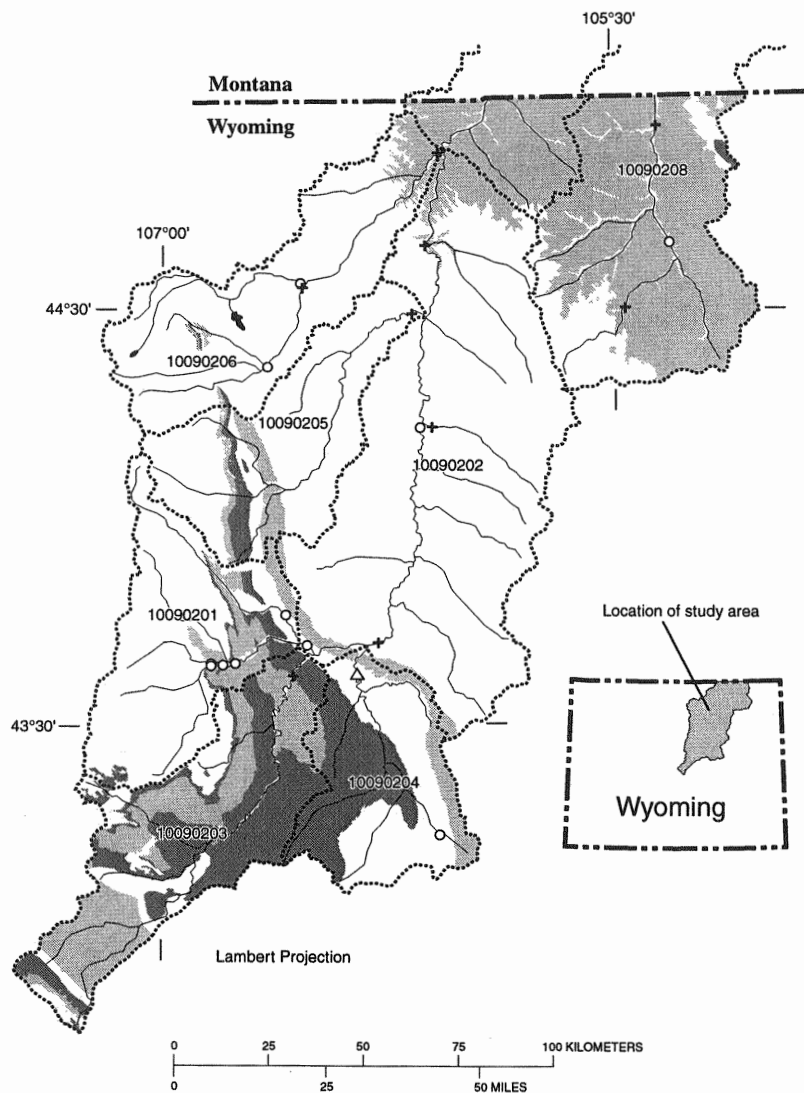 105°30'
Montana
Wyoming
10090208
107°00'
44°30'
10090206
10090205
10090202
10090201
Location of study area
43°30'
10090204
Wyoming
10090203
Lambert Projection
0 25 50 75 100 KILOMETERS
0 25 50 MILES